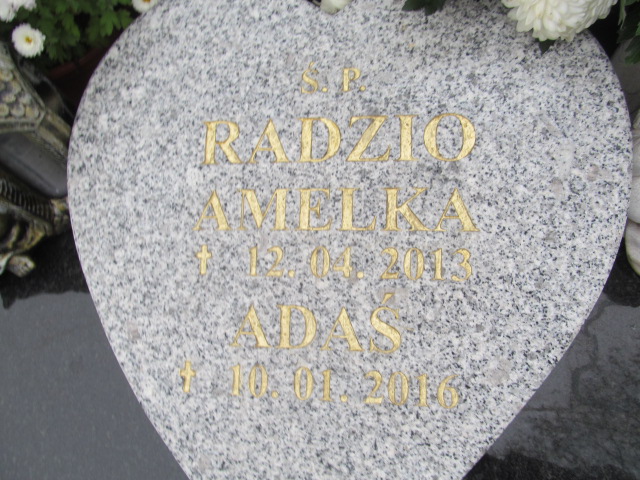 Ś. P.
RADZIO
AMELKA
✝ 12. 04. 2013
ADAŚ
✝ 10. 01. 2016